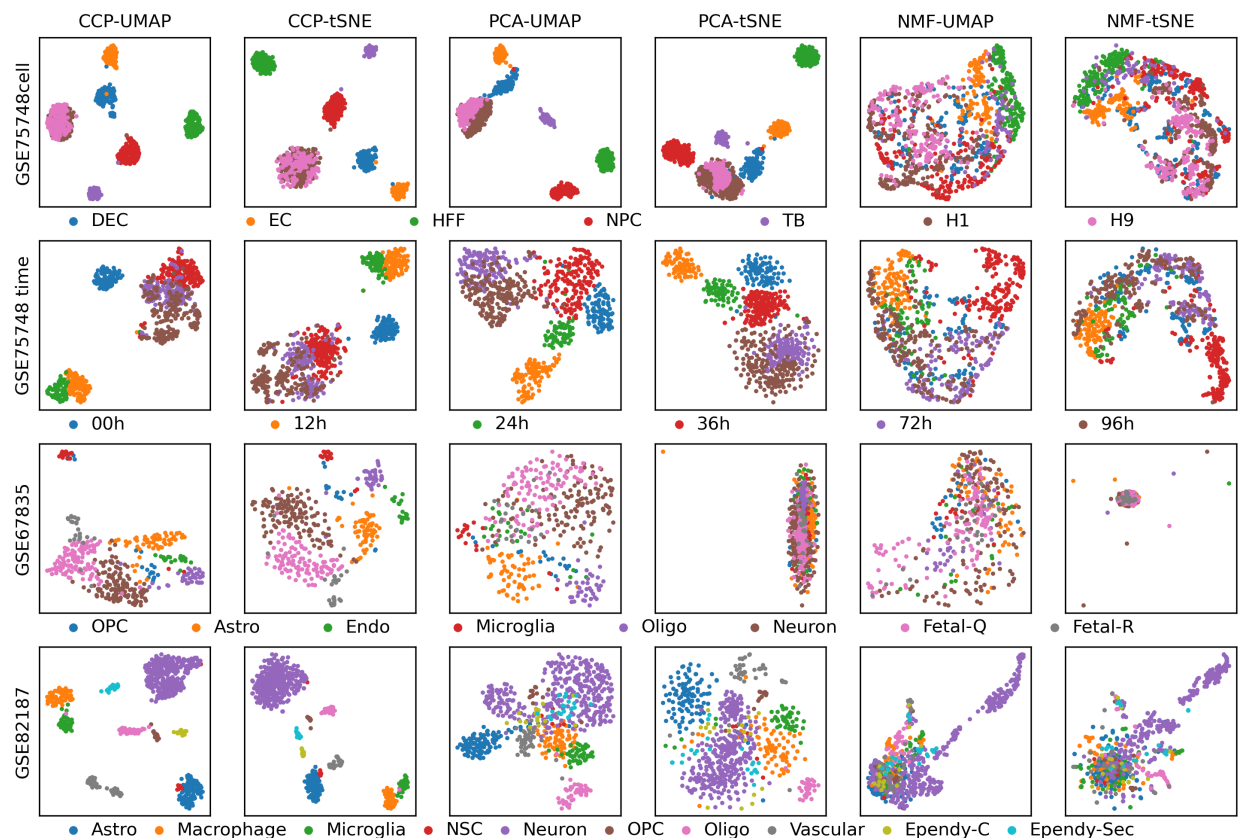 CCP-UMAP CCP-tSNE PCA-UMAP PCA-tSNE NMF-UMAP NMF-tSNE
GSE75748cell
DEC EC HFF NPC TB H1 H9
GSE75748 time
00h 12h 24h 36h 72h 96h
GSE67835
OPC Astro Endo Microglia Oligo Neuron Fetal-Q Fetal-R
GSE82187
Astro Macrophage Microglia NSC Neuron OPC Oligo Vascular Ependy-C Ependy-Sec